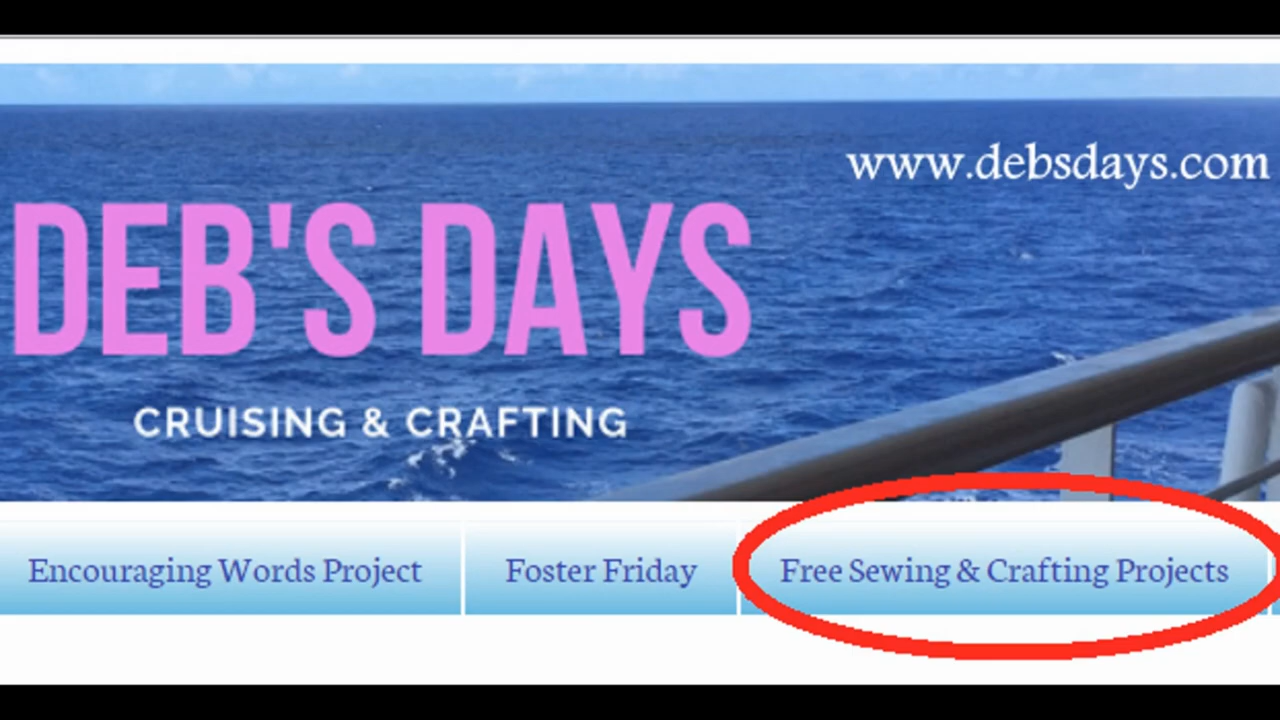 www.debsdays.com
DEB'S DAYS
CRUISING & CRAFTING
Encouraging Words Project
Foster Friday
Free Sewing & Crafting Projects